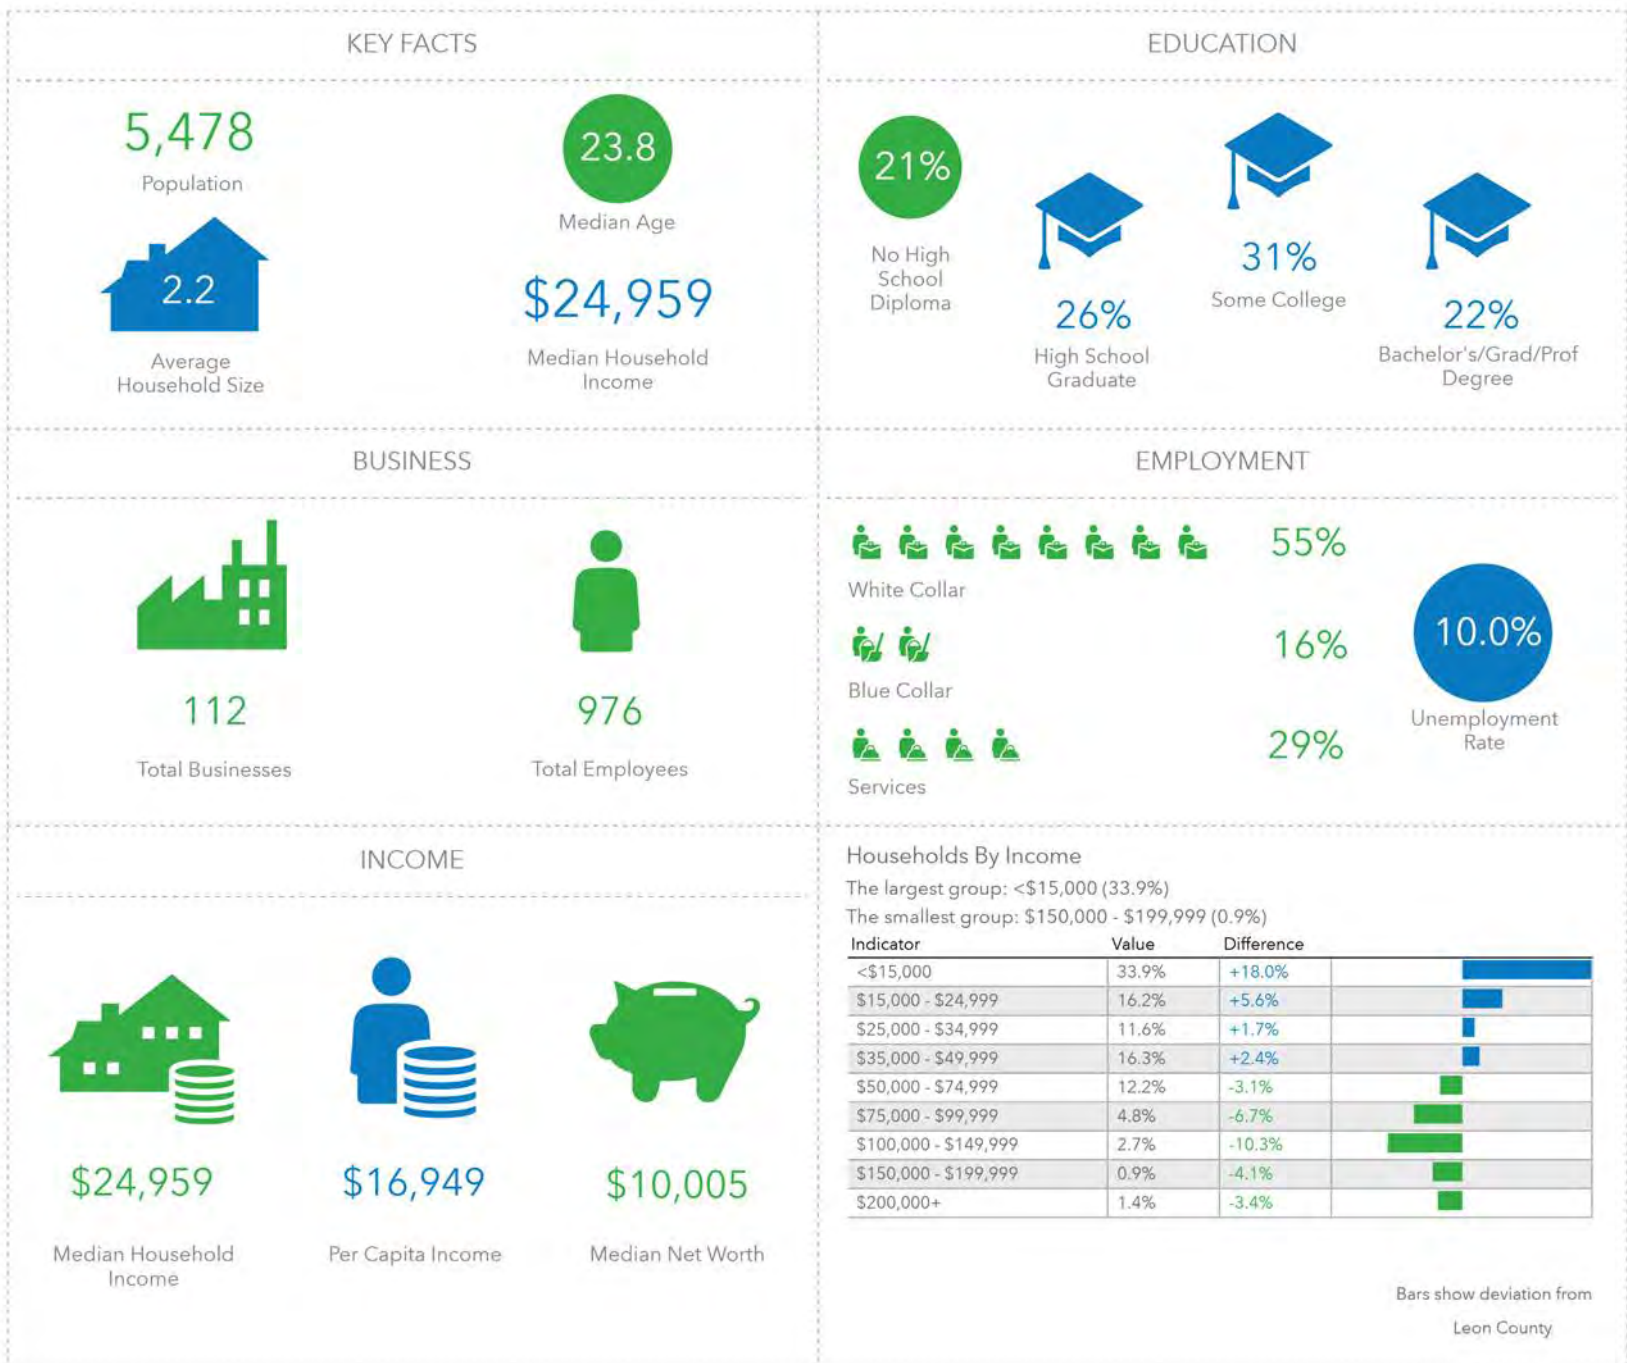 KEY FACTS
5,478
Population
23.8
Median Age
2.2
Average
Household Size
$24,959
Median Household
Income
EDUCATION
21%
No High
School
Diploma
26%
High School
Graduate
31%
Some College
22%
Bachelor's/Grad/Prof
Degree
BUSINESS
112
Total Businesses
976
Total Employees
EMPLOYMENT
55%
White Collar
16%
Blue Collar
29%
Services
10.0%
Unemployment
Rate
INCOME
$24,959
Median Household
Income
$16,949
Per Capita Income
$10,005
Median Net Worth
Households By Income
The largest group: <$15,000 (33.9%)
The smallest group: $150,000 - $199,999 (0.9%)
Indicator Value Difference
<$15,000 33.9% +18.0%
$15,000 - $24,999 16.2% +5.6%
$25,000 - $34,999 11.6% +1.7%
$35,000 - $49,999 16.3% +2.4%
$50,000 - $74,999 12.2% -3.1%
$75,000 - $99,999 4.8% -6.7%
$100,000 - $149,999 2.7% -10.3%
$150,000 - $199,999 0.9% -4.1%
$200,000+ 1.4% -3.4%
Bars show deviation from
Leon County